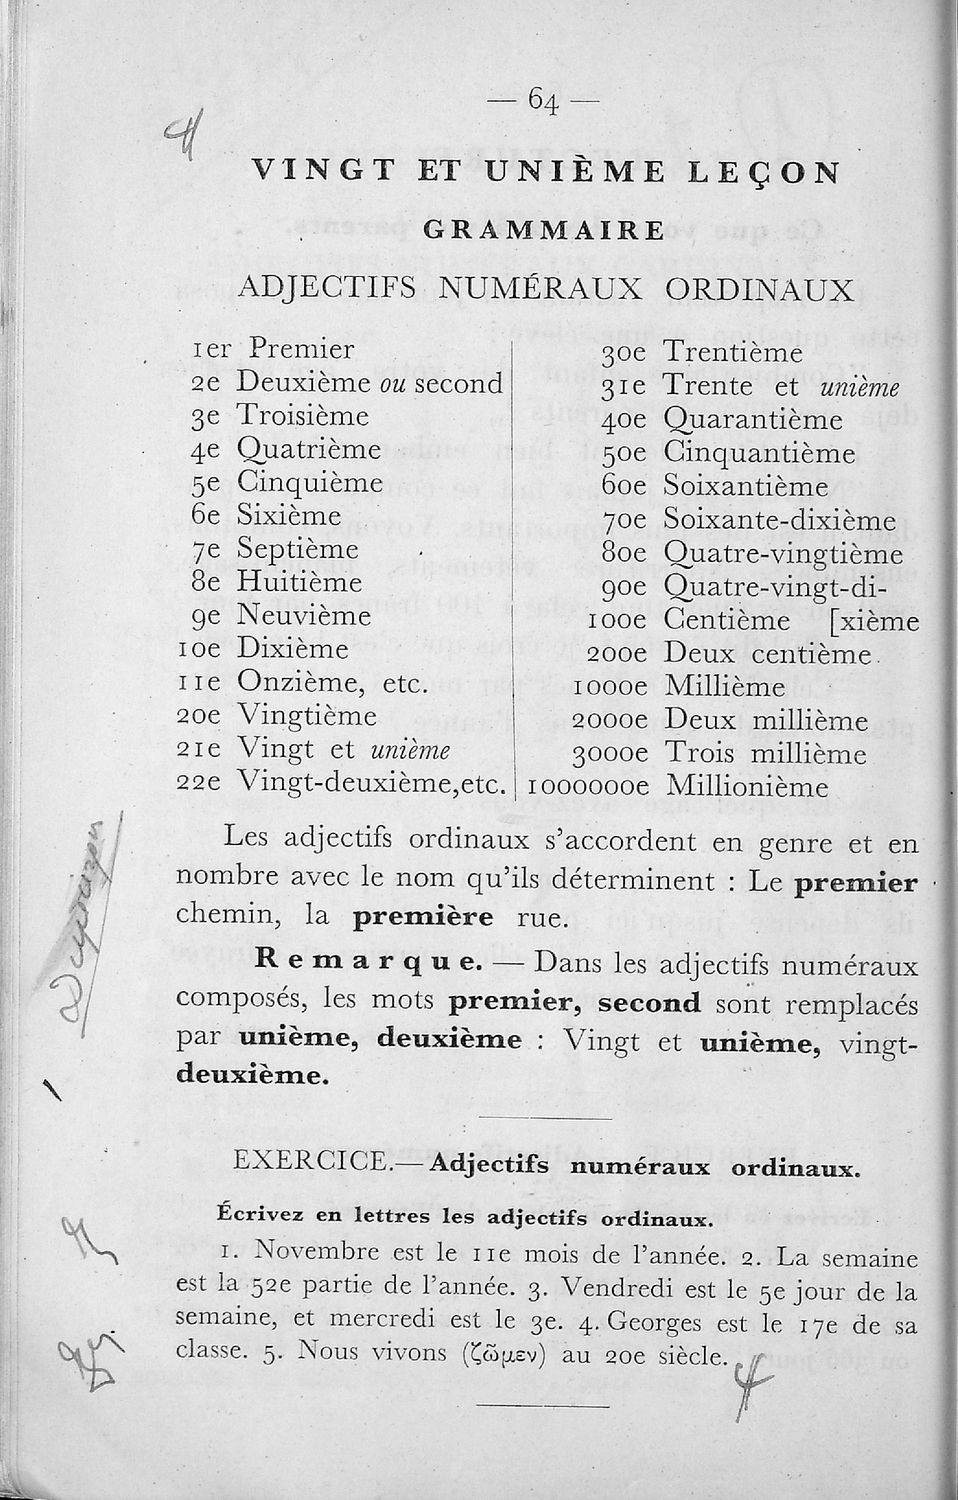 — 64 —
VINGT ET UNIÈME LEÇON
GRAMMAIRE
ADJECTIFS NUMÉRAUX ORDINAUX
1er Premier
2e Deuxième ou second
3e Troisième
4e Quatrième
5e Cinquième
6e Sixième
7e Septième
8e Huitième
9e Neuvième
10e Dixième
11e Onzième, etc.
20e Vingtième
21e Vingt et unième
22e Vingt-deuxième,etc.
30e Trentième
31e Trente et unième
40e Quarantième
50e Cinquantième
60e Soixantième
70e Soixante-dixième
80e Quatre-vingtième
90e Quatre-vingt-di-
100e Centième [xième
200e Deux centième.
1000e Millième
2000e Deux millième
3000e Trois millième
1000000e Millionième
Les adjectifs ordinaux s'accordent en genre et en
nombre avec le nom qu'ils déterminent : Le premier
chemin, la première rue.
Remarque. — Dans les adjectifs numéraux
composés, les mots premier, second sont remplacés
par unième, deuxième : Vingt et unième, vingt-
deuxième.
EXERCICE.— Adjectifs numéraux ordinaux.
Écrivez en lettres les adjectifs ordinaux.
1. Novembre est le 11e mois de l'année. 2. La semaine
est la 52e partie de l'année. 3. Vendredi est le 5e jour de la
semaine, et mercredi est le 3e. 4. Georges est le 17e de sa
classe. 5. Nous vivons (ζῶμεν) au 20e siècle.